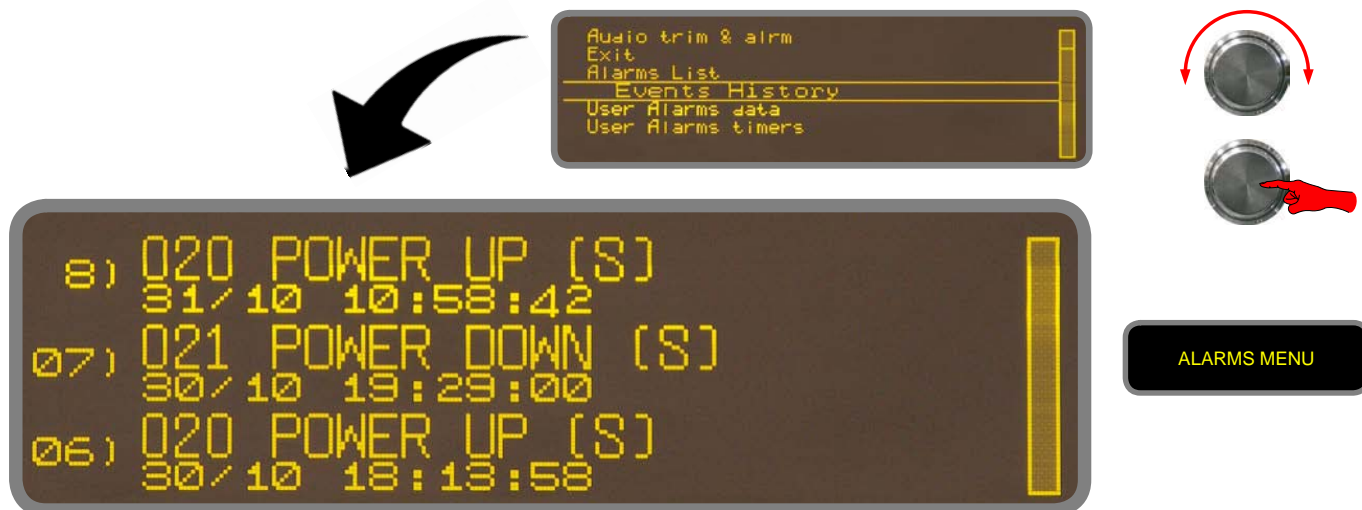 Audio trim & alrm
Exit
Alarms List
Events History
User Alarms data
User Alarms timers
8) 020 POWER UP (S)
31/10 10:58:42
07) 021 POWER DOWN (S)
30/10 19:29:00
06) 020 POWER UP (S)
30/10 18:13:58
ALARMS MENU